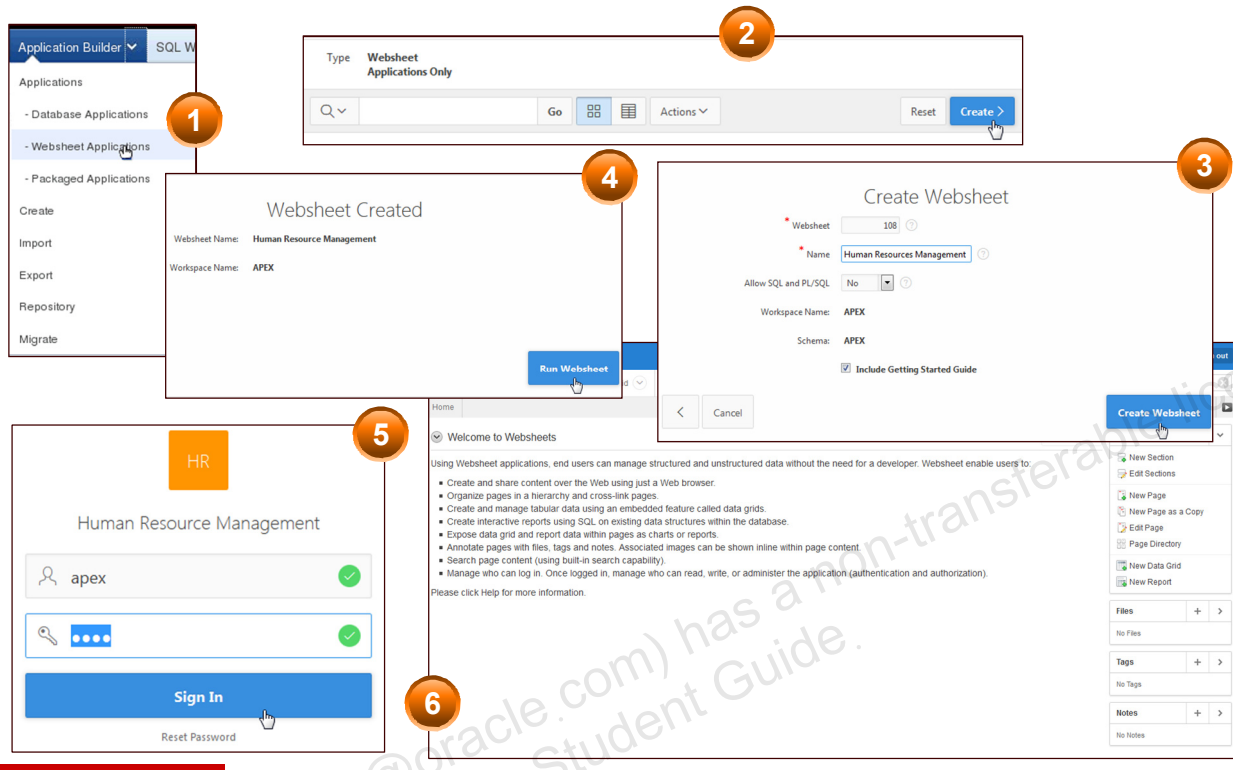 1
Application Builder
SQL W
Applications
- Database Applications
- Websheet Applications
- Packaged Applications
Create
Import
Export
Repository
Migrate
2
Type Websheet
Applications Only
Go Actions Reset Create >
3
Create Websheet
* Websheet 108 ?
* Name Human Resources Management ?
Allow SQL and PL/SQL No ?
Workspace Name: APEX
Schema: APEX
Include Getting Started Guide
< Cancel Create Websheet
4
Websheet Created
Websheet Name: Human Resource Management
Workspace Name: APEX
Run Websheet
5
HR
Human Resource Management
apex
Sign In
Reset Password
6
out
Home
Welcome to Websheets
Using Websheet applications, end users can manage structured and unstructured data without the need for a developer. Websheet enable users to:
Create and share content over the Web using just a Web browser.
Organize pages in a hierarchy and cross-link pages.
Create and manage tabular data using an embedded feature called data grids.
Create interactive reports using SQL on existing data structures within the database.
Expose data grid and report data within pages as charts or reports.
Annotate pages with files, tags and notes. Associated images can be shown inline within page content.
Search page content (using built-in search capability).
Manage who can log in. Once logged in, manage who can read, write, or administer the application (authentication and authorization).
Please click Help for more information.
New Section
Edit Sections
New Page
New Page as a Copy
Edit Page
Page Directory
New Data Grid
New Report
Files + >
No Files
Tags + >
No Tags
Notes + >
No Notes
@oracle.com) has a non-transferable lice
Student Guide.